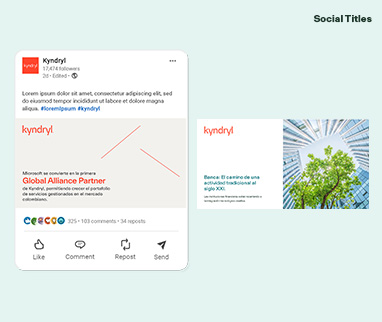 Social Titles
kyndryl
Kyndryl
17,474 followers
2d • Edited •
Lorem ipsum dolor sit amet, consectetur adipiscing elit, sed
do eiusmod tempor incididunt ut labore et dolore magna
aliqua. #loremipsum #kyndryl
kyndryl
Microsoft se convierte en la primera
Global Alliance Partner
de Kyndryl, permitiendo crecer el portafolio
de servicios gestionados en el mercado
colombiano.
325 • 103 comments • 34 reposts
Like
Comment
Repost
Send
kyndryl
Banca: El camino de una
actividad tradicional al
siglo XXI.